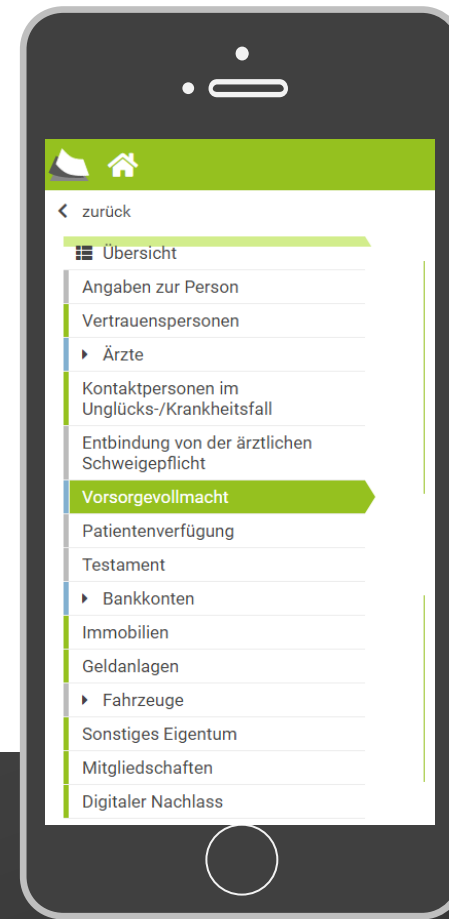 zurück
Übersicht
Angaben zur Person
Vertrauenspersonen
Ärzte
Kontaktpersonen im
Unglücks-/Krankheitsfall
Entbindung von der ärztlichen
Schweigepflicht
Vorsorgevollmacht
Patientenverfügung
Testament
Bankkonten
Immobilien
Geldanlagen
Fahrzeuge
Sonstiges Eigentum
Mitgliedschaften
Digitaler Nachlass